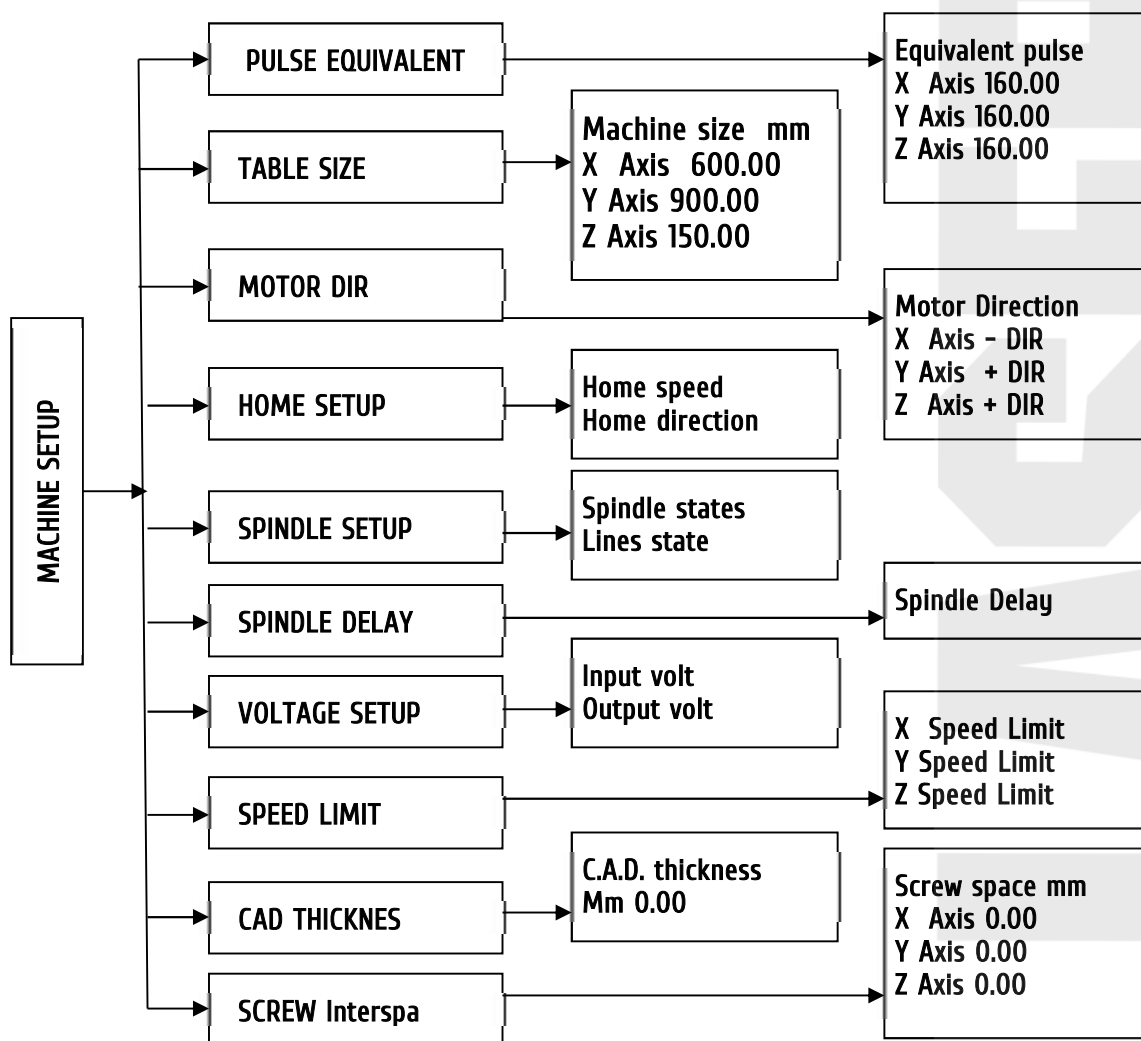 MACHINE SETUP
PULSE EQUIVALENT
Equivalent pulse
X Axis 160.00
Y Axis 160.00
Z Axis 160.00
TABLE SIZE
Machine size mm
X Axis 600.00
Y Axis 900.00
Z Axis 150.00
MOTOR DIR
Motor Direction
X Axis - DIR
Y Axis + DIR
Z Axis + DIR
HOME SETUP
Home speed
Home direction
SPINDLE SETUP
Spindle states
Lines state
SPINDLE DELAY
Spindle Delay
VOLTAGE SETUP
Input volt
Output volt
SPEED LIMIT
X Speed Limit
Y Speed Limit
Z Speed Limit
CAD THICKNES
C.A.D. thickness
Mm 0.00
SCREW Interspa
Screw space mm
X Axis 0.00
Y Axis 0.00
Z Axis 0.00